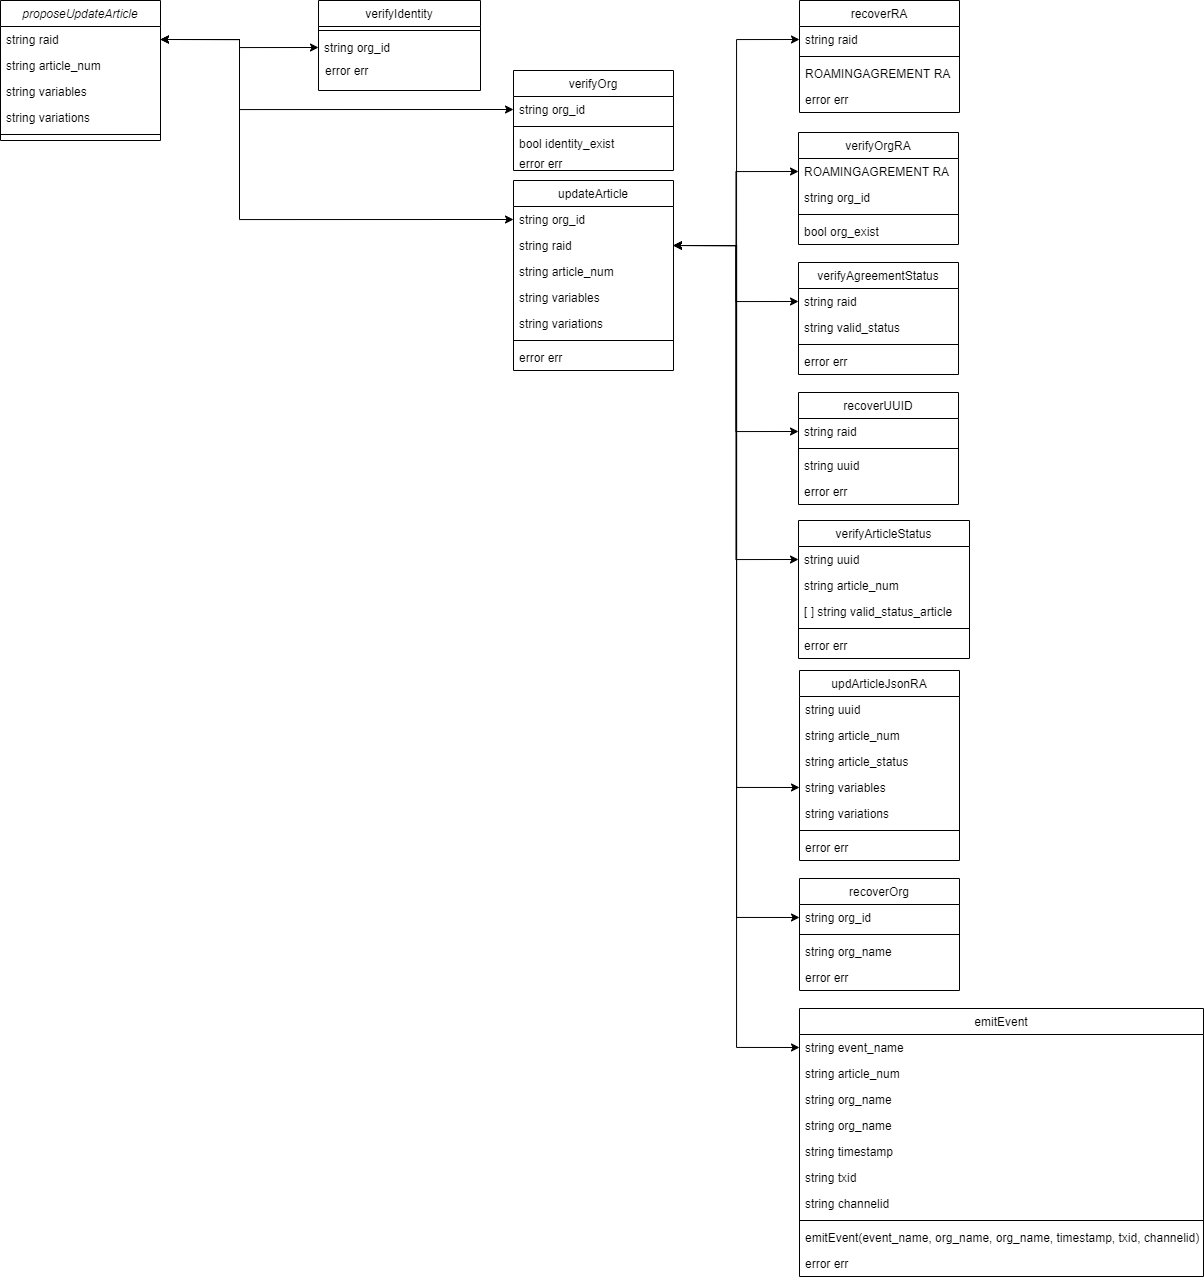 proposeUpdateArticle
string raid
string article_num
string variables
string variations
verifyIdentity
string org_id
error err
verifyOrg
string org_id
bool identity_exist
error err
updateArticle
string org_id
string raid
string article_num
string variables
string variations
error err
recoverRA
string raid
ROAMINGAGREMENT RA
error err
verifyOrgRA
ROAMINGAGREMENT RA
string org_id
bool org_exist
verifyAgreementStatus
string raid
string valid_status
error err
recoverUUID
string raid
string uuid
error err
verifyArticleStatus
string uuid
string article_num
[ ] string valid_status_article
error err
updArticleJsonRA
string uuid
string article_num
string article_status
string variables
string variations
error err
recoverOrg
string org_id
string org_name
error err
emitEvent
string event_name
string article_num
string org_name
string org_name
string timestamp
string txid
string channelid
emitEvent(event_name, org_name, org_name, timestamp, txid, channelid)
error err